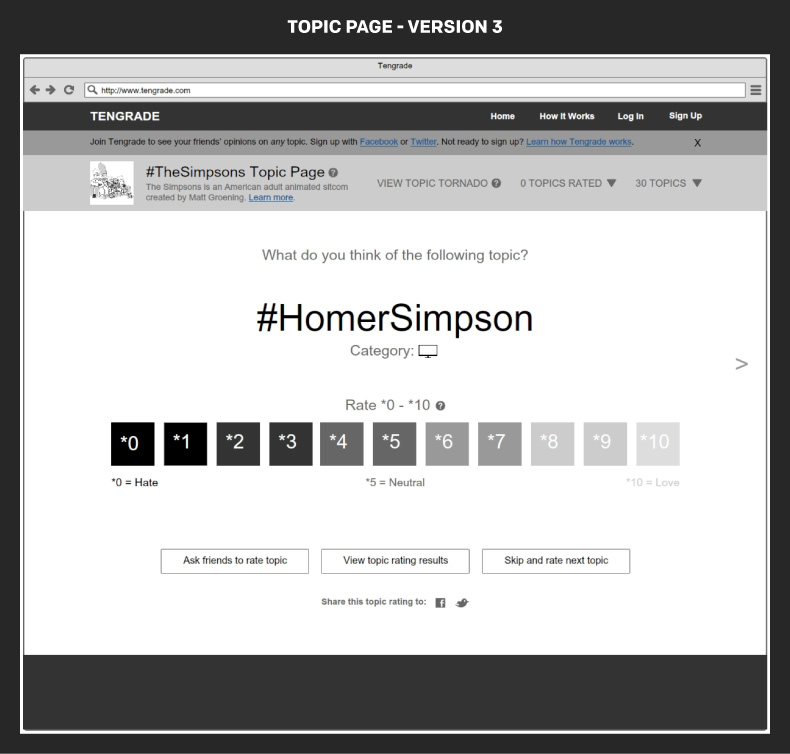 TOPIC PAGE - VERSION 3
Tengrade
http://www.tengrade.com
TENGRADE
Home How It Works Log In Sign Up
Join Tengrade to see your friends' opinions on any topic. Sign up with Facebook or Twitter. Not ready to sign up? Learn how Tengrade works. X
#TheSimpsons Topic Page ?
The Simpsons is an American adult animated sitcom
created by Matt Groening. Learn more.
VIEW TOPIC TORNADO ? 0 TOPICS RATED ▼ 30 TOPICS ▼
What do you think of the following topic?
#HomerSimpson
Category:
>
Rate *0 - *10 ?
*0 *1 *2 *3 *4 *5 *6 *7 *8 *9 *10
*0 = Hate *5 = Neutral *10 = Love
Ask friends to rate topic View topic rating results Skip and rate next topic
Share this topic rating to: